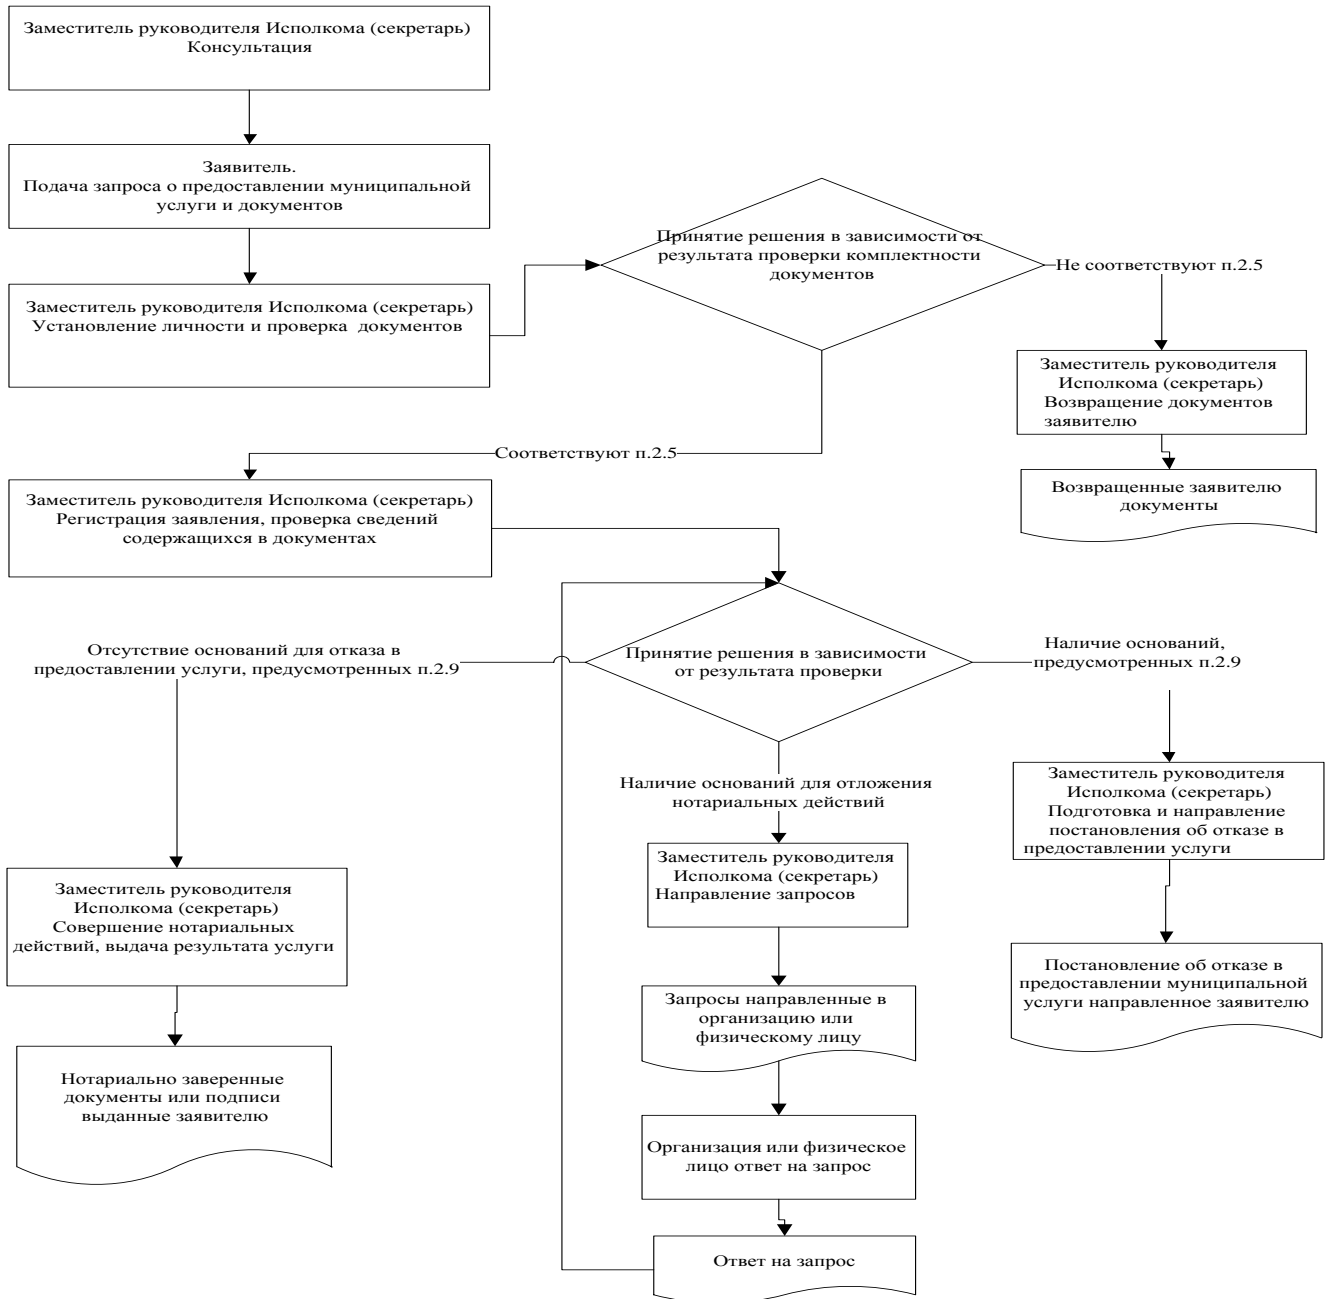 Заместитель руководителя Исполкома (секретарь)
Консультация
Заявитель.
Подача запроса о предоставлении муниципальной
услуги и документов
Заместитель руководителя Исполкома (секретарь)
Установление личности и проверка документов
Принятие решения в зависимости от
результата проверки комплектности
документов
Не соответствуют п.2.5
Заместитель руководителя
Исполкома (секретарь)
Возвращение документов
заявителю
Возвращенные заявителю
документы
Соответствуют п.2.5
Заместитель руководителя Исполкома (секретарь)
Регистрация заявления, проверка сведений
содержащихся в документах
Принятие решения в зависимости
от результата проверки
Отсутствие оснований для отказа в
предоставлении услуги, предусмотренных п.2.9
Наличие оснований,
предусмотренных п.2.9
Наличие оснований для отложения
нотариальных действий
Заместитель руководителя
Исполкома (секретарь)
Подготовка и направление
постановления об отказе в
предоставлении услуги
Заместитель руководителя
Исполкома (секретарь)
Направление запросов
Заместитель руководителя
Исполкома (секретарь)
Совершение нотариальных
действий, выдача результата услуги
Постановление об отказе в
предоставлении муниципальной
услуги направленное заявителю
Запросы направленные в
организацию или
физическому лицу
Нотариально заверенные
документы или подписи
выданные заявителю
Организация или физическое
лицо ответ на запрос
Ответ на запрос